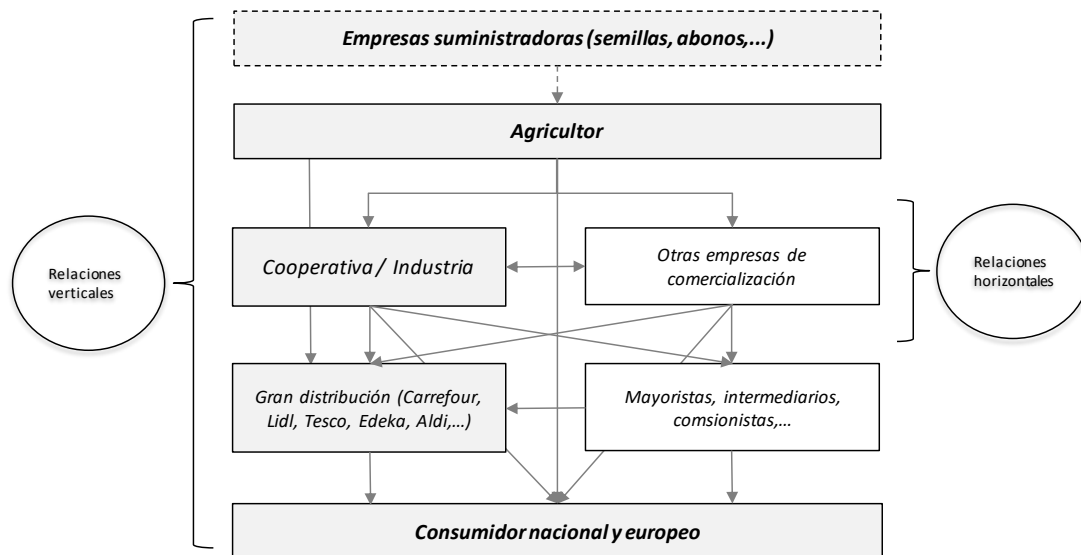 Empresas suministradoras (semillas, abonos,...)
Agricultor
Relaciones
verticales
Cooperativa / Industria
Otras empresas de
comercialización
Relaciones
horizontales
Gran distribución (Carrefour,
Lidl, Tesco, Edeka, Aldi,...)
Mayoristas, intermediarios,
comsionistas,...
Consumidor nacional y europeo